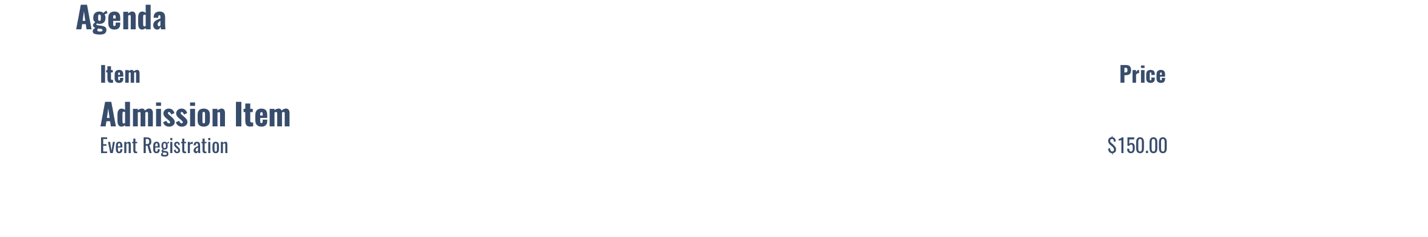 Agenda
Item Price
Admission Item
Event Registration $150.00